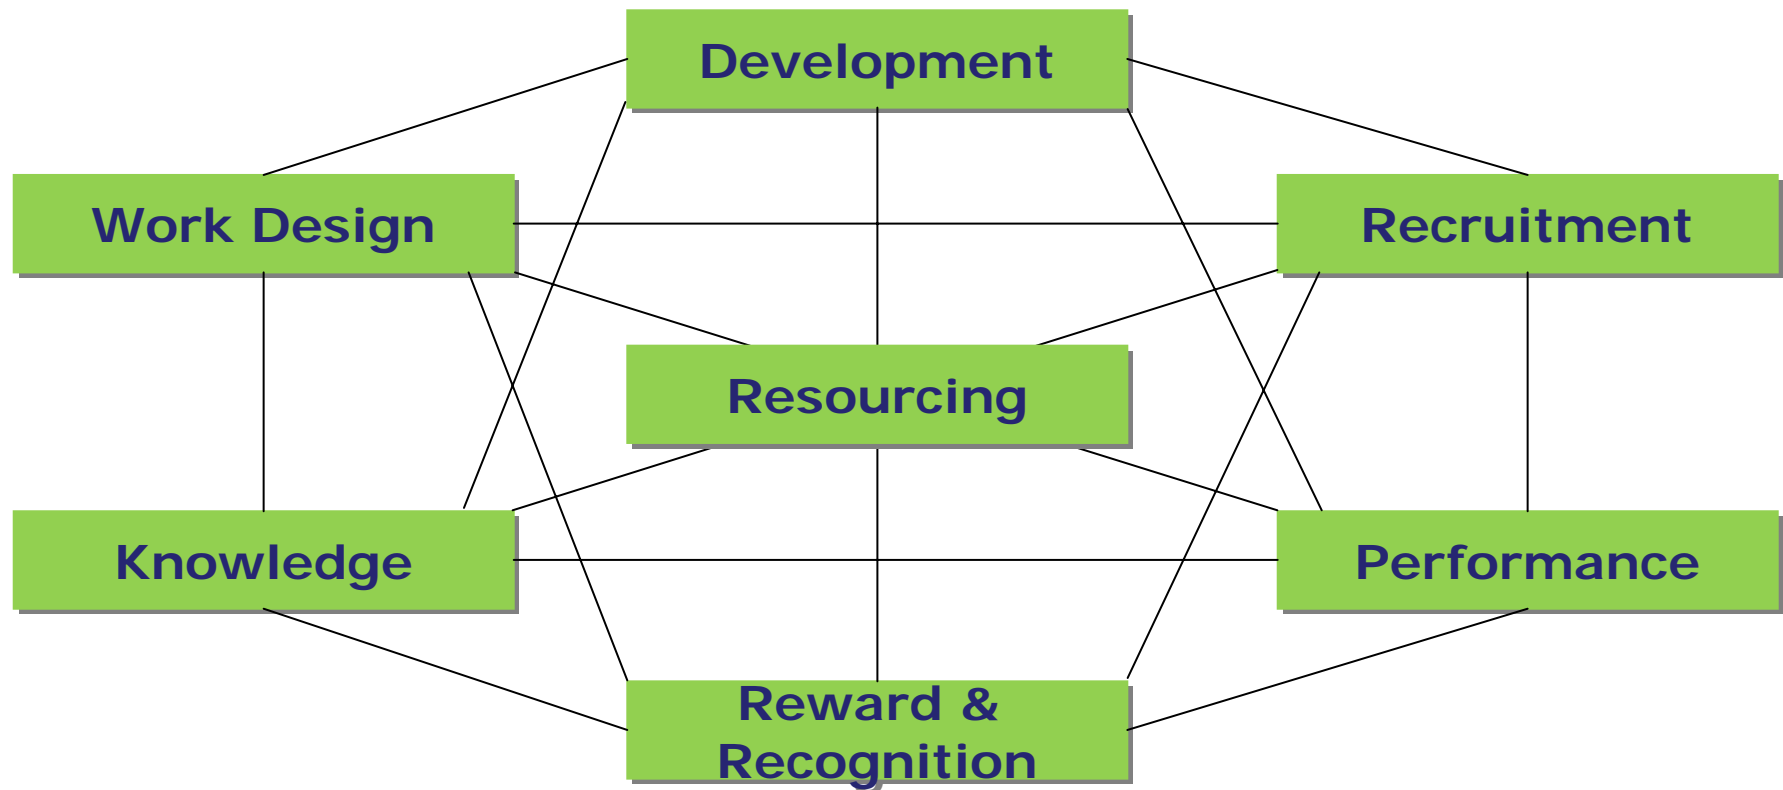 Development
Work Design
Recruitment
Resourcing
Knowledge
Performance
Reward &
Recognition